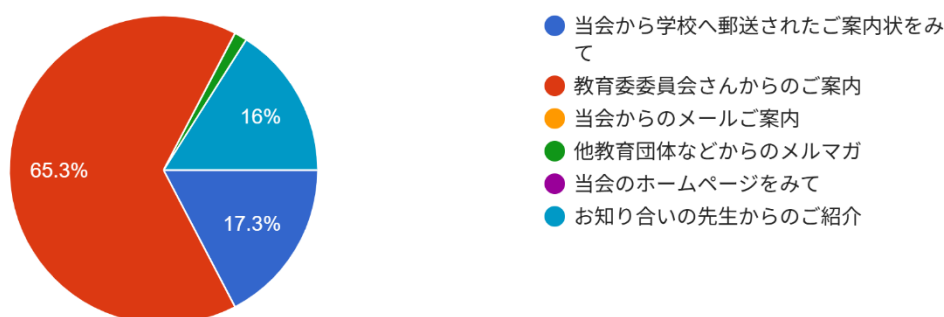 65.3%
16%
17.3%
当会から学校へ郵送されたご案内状をみ
て
教育委委員会さんからのご案内
当会からのメールご案内
他教育団体などからのメルマガ
当会のホームページをみて
お知り合いの先生からのご紹介